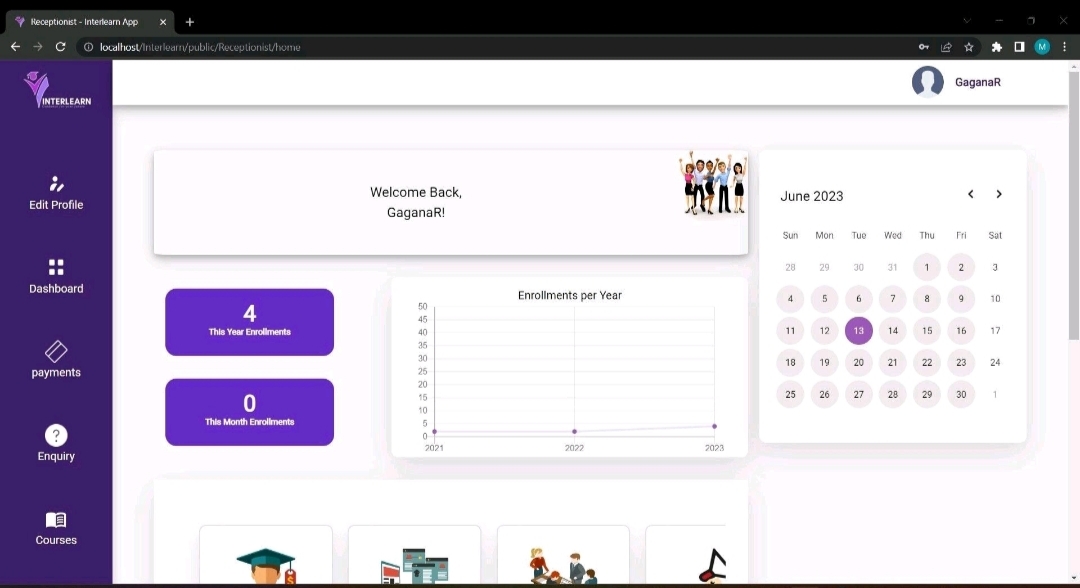 Receptionist - Interlearn App
localhost/Interlearn/public/Receptionist/home
M
INTERLEARN
GaganaR
Edit Profile
Dashboard
payments
Enquiry
Courses
Welcome Back,
GaganaR!
4
This Year Enrollments
0
This Month Enrollments
Enrollments per Year
50
45
40
35
30
25
20
15
10
5
0
2021 2022 2023
June 2023
Sun Mon Tue Wed Thu Fri Sat
28 29 30 31 1 2 3
4 5 6 7 8 9 10
11 12 13 14 15 16 17
18 19 20 21 22 23 24
25 26 27 28 29 30 1